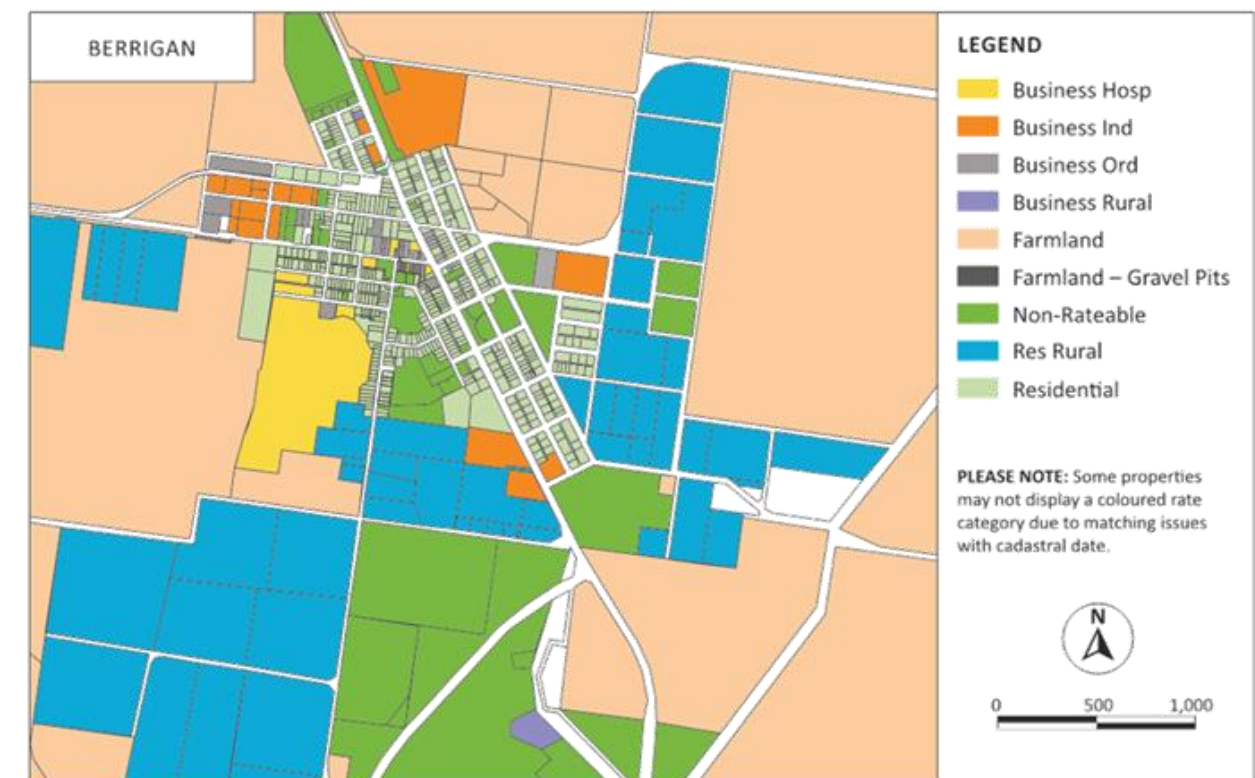 BERRIGAN
LEGEND
Business Hosp
Business Ind
Business Ord
Business Rural
Farmland
Farmland – Gravel Pits
Non-Rateable
Res Rural
Residential
PLEASE NOTE: Some properties
may not display a coloured rate
category due to matching issues
with cadastral date.
N
0 500 1,000